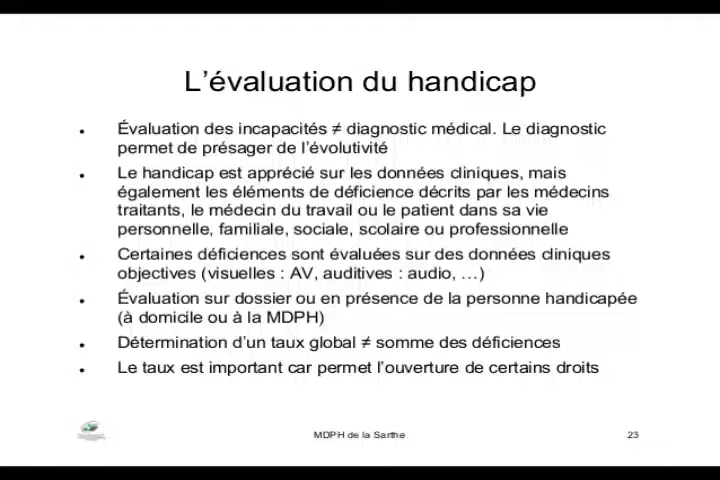 L’évaluation du handicap
• Évaluation des incapacités ≠ diagnostic médical. Le diagnostic
permet de présager de l’évolutivité
• Le handicap est apprécié sur les données cliniques, mais
également les éléments de déficience décrits par les médecins
traitants, le médecin du travail ou le patient dans sa vie
personnelle, familiale, sociale, scolaire ou professionnelle
• Certaines déficiences sont évaluées sur des données cliniques
objectives (visuelles : AV, auditives : audio, …)
• Évaluation sur dossier ou en présence de la personne handicapée
(à domicile ou à la MDPH)
• Détermination d’un taux global ≠ somme des déficiences
• Le taux est important car permet l’ouverture de certains droits
MDPH de la Sarthe
23